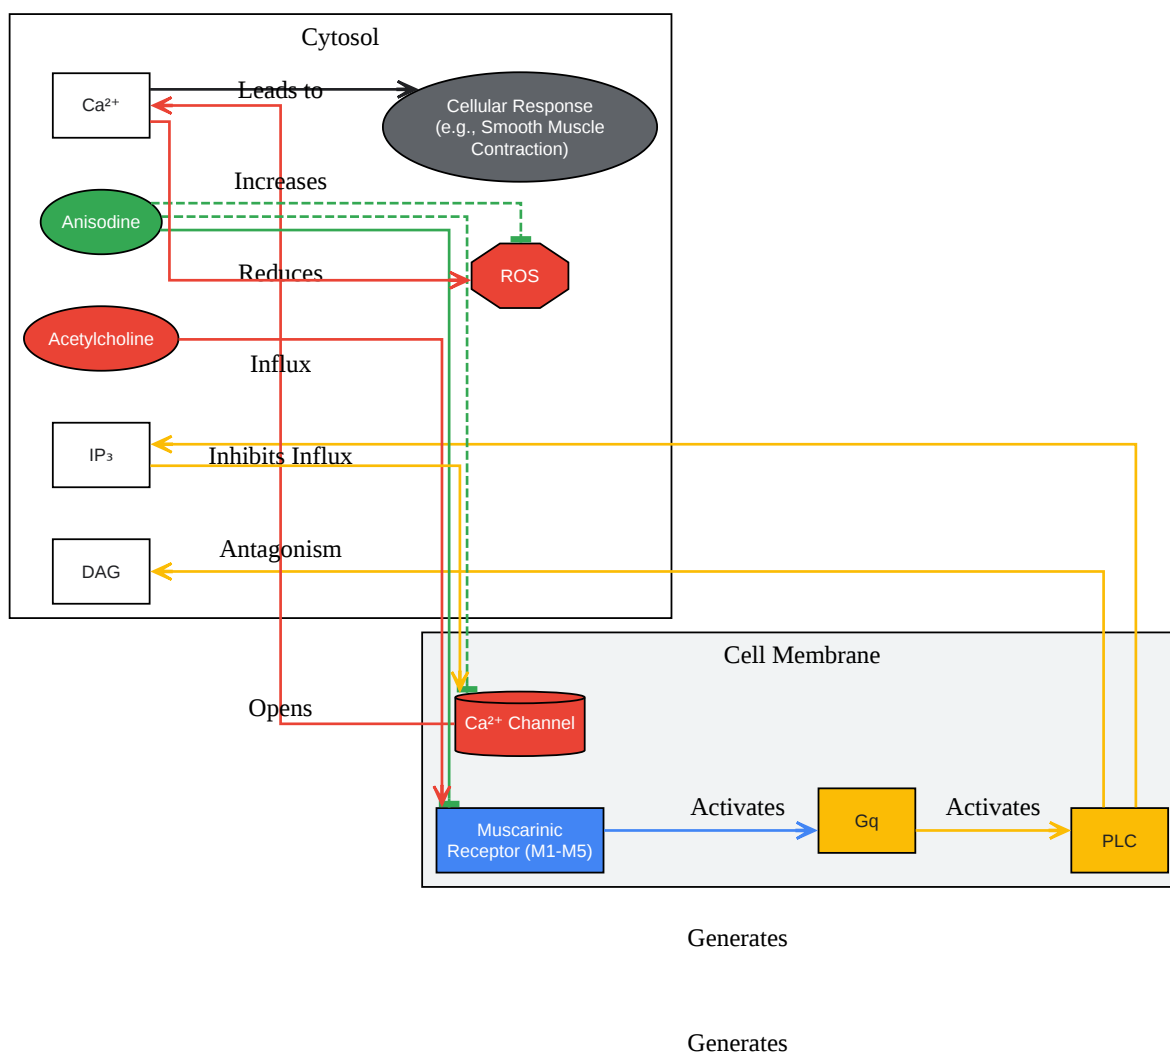 Cytosol
Ca²⁺
Leads to
Cellular Response
(e.g., Smooth Muscle
Contraction)
Increases
Anisodine
Reduces
ROS
Acetylcholine
Influx
IP₃
Inhibits Influx
Antagonism
DAG
Cell Membrane
Opens
Ca²⁺ Channel
Activates
Activates
Gq
Muscarinic
Receptor (M1-M5)
PLC
Generates
Generates